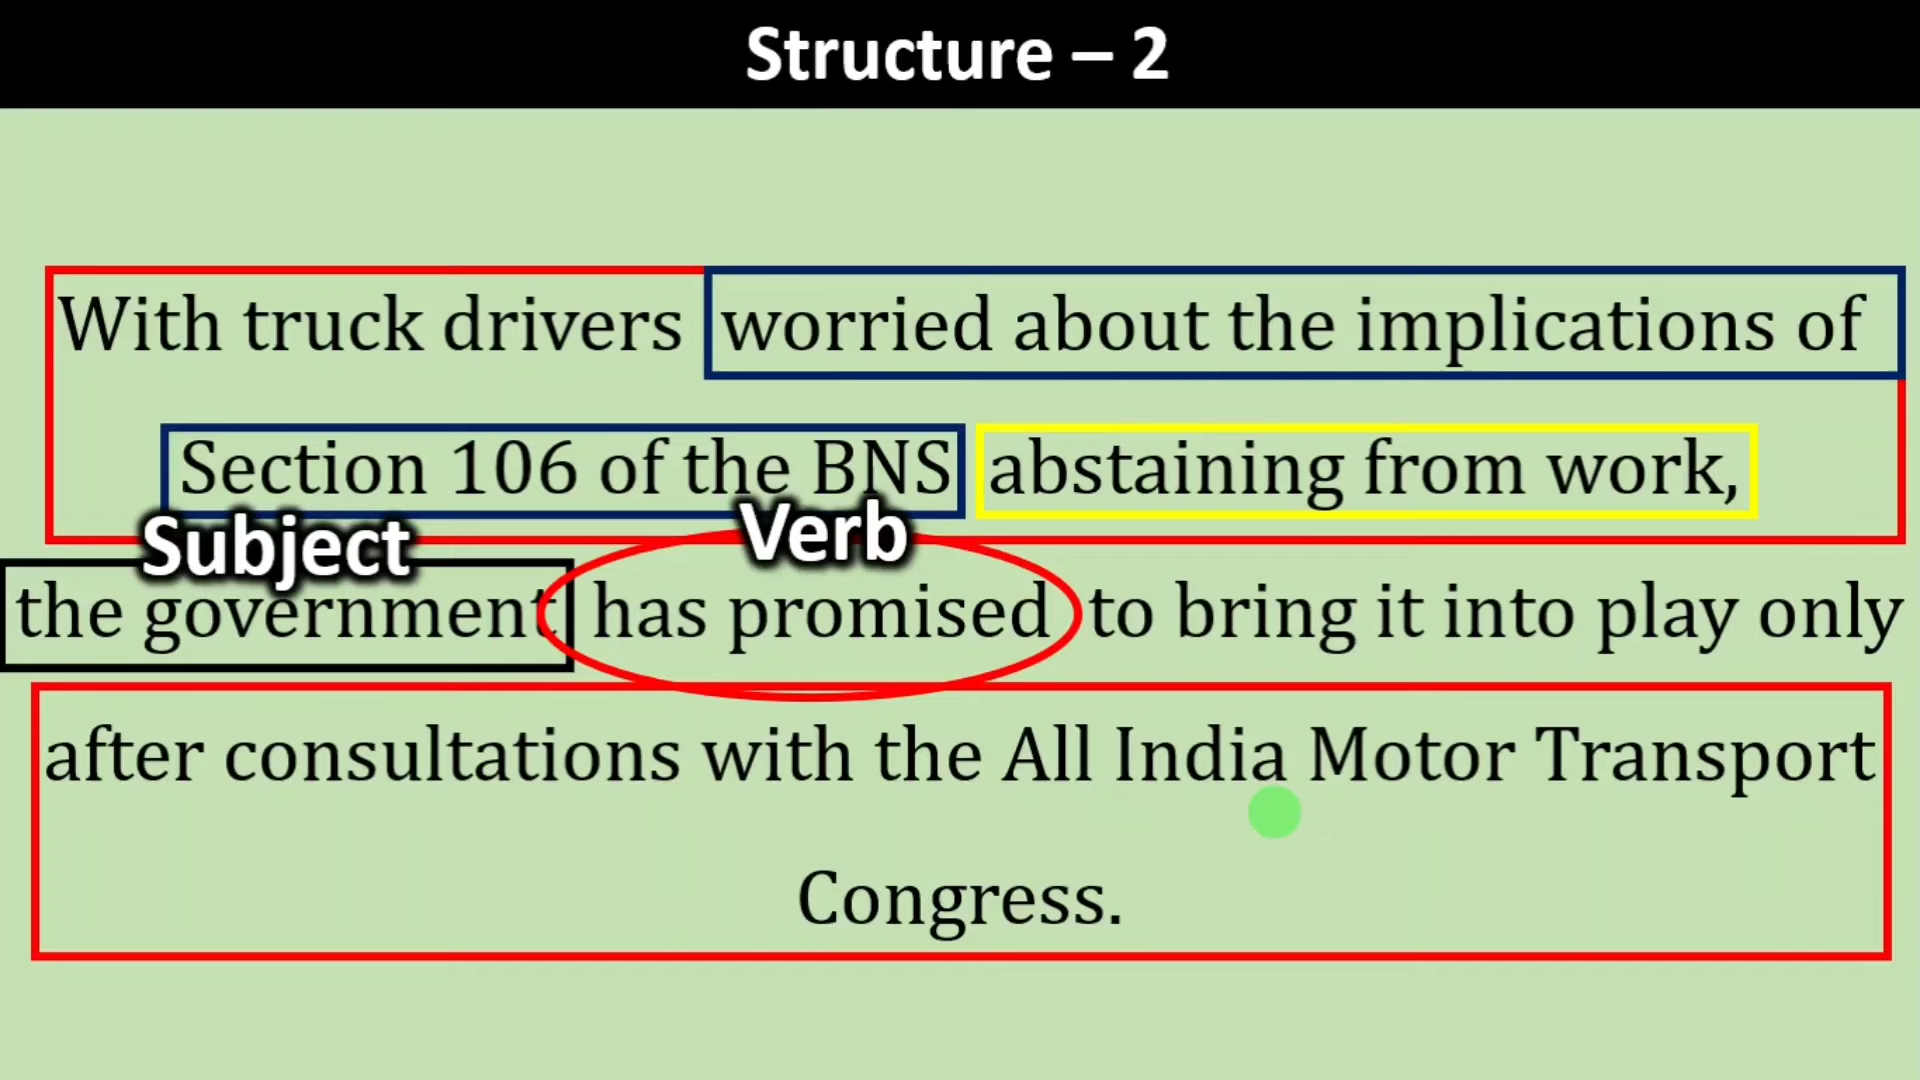 Structure – 2
With truck drivers worried about the implications of
Section 106 of the BNS abstaining from work,
Subject Verb
the government has promised to bring it into play only
after consultations with the All India Motor Transport
Congress.